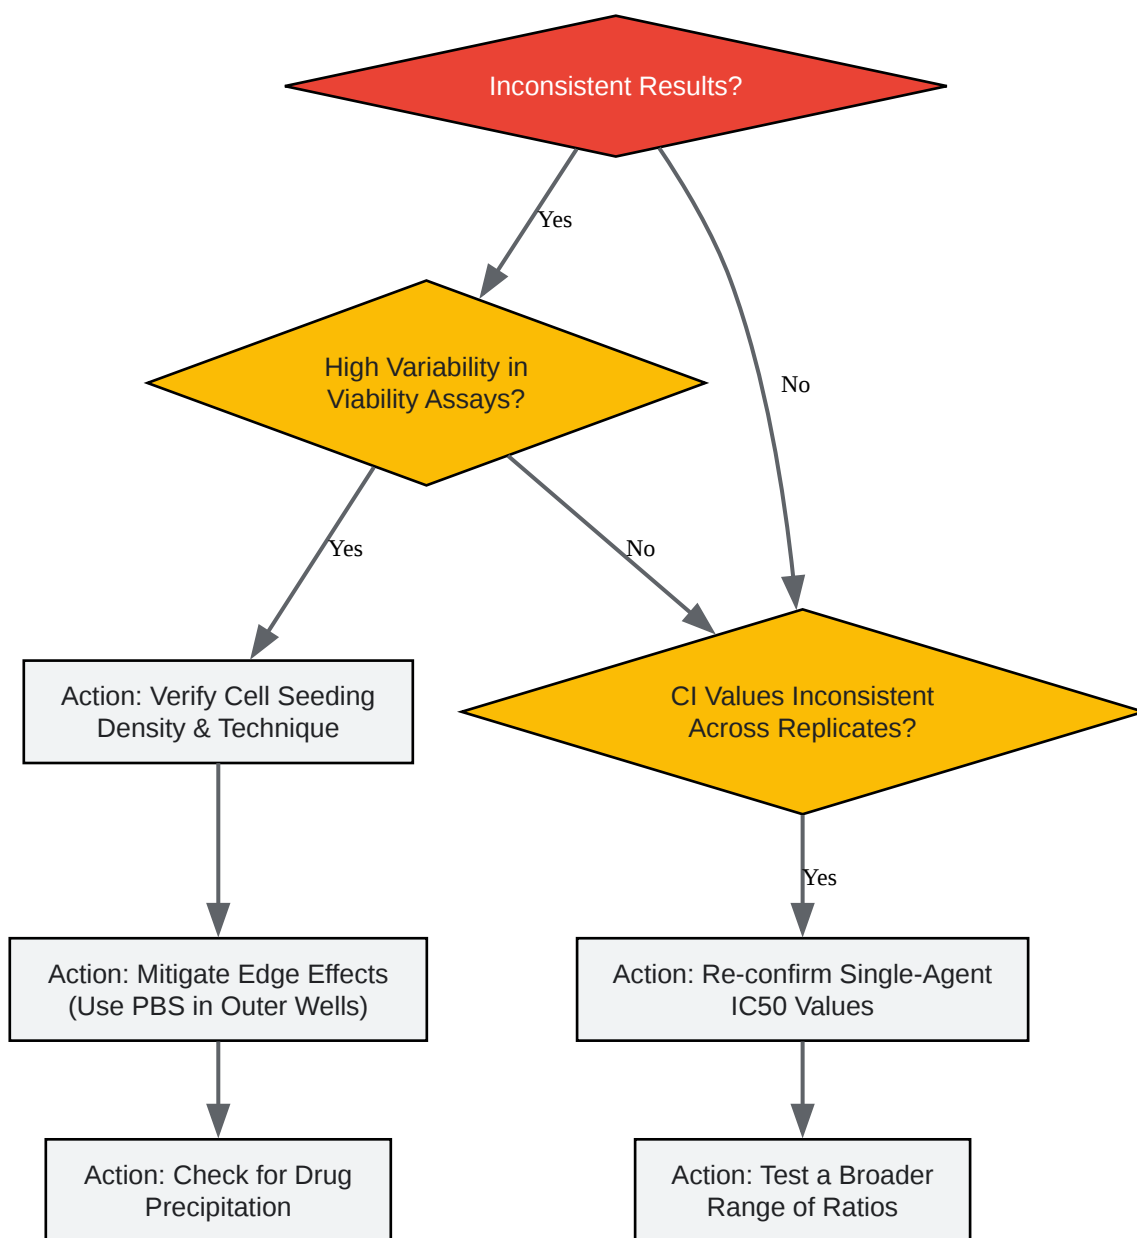 Inconsistent Results?
Yes
High Variability in
Viability Assays?
No
Yes
No
Action: Verify Cell Seeding
Density & Technique
CI Values Inconsistent
Across Replicates?
Yes
Action: Mitigate Edge Effects
(Use PBS in Outer Wells)
Action: Re-confirm Single-Agent
IC50 Values
Action: Check for Drug
Precipitation
Action: Test a Broader
Range of Ratios